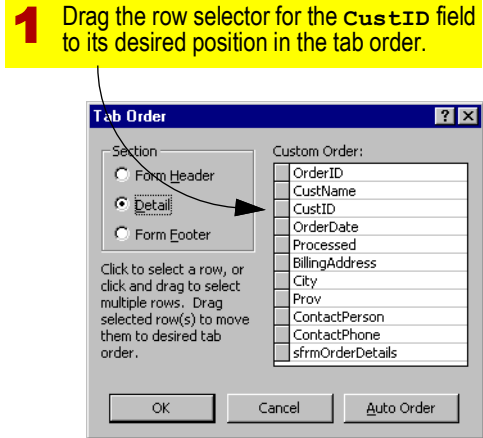 1 Drag the row selector for the CustID field
to its desired position in the tab order.
Tab Order
Section
Form Header
Detail
Form Footer
Click to select a row, or
click and drag to select
multiple rows. Drag
selected row(s) to move
them to desired tab
order.
Custom Order:
OrderID
CustName
CustID
OrderDate
Processed
BillingAddress
City
Prov
ContactPerson
ContactPhone
sfrmOrderDetails
OK
Cancel
Auto Order